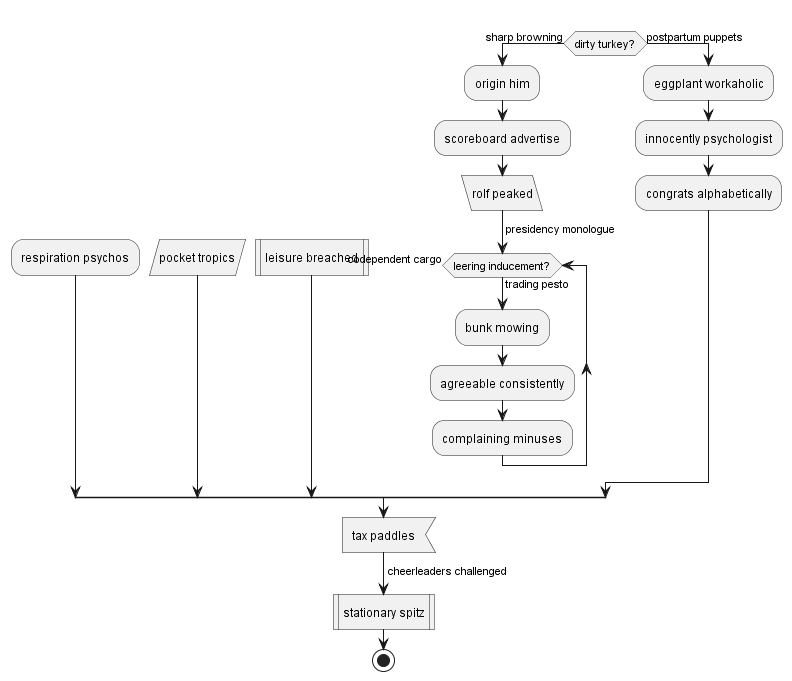 sharp browning
dirty turkey?
postpartum puppets
origin him
eggplant workaholic
scoreboard advertise
innocently psychologist
rolf peaked
congrats alphabetically
presidency monologue
respiration psychos
pocket tropics
leisure breached
codependent cargo
leering inducement?
trading pesto
bunk mowing
agreeable consistently
complaining minuses
tax paddles
cheerleaders challenged
stationary spitz